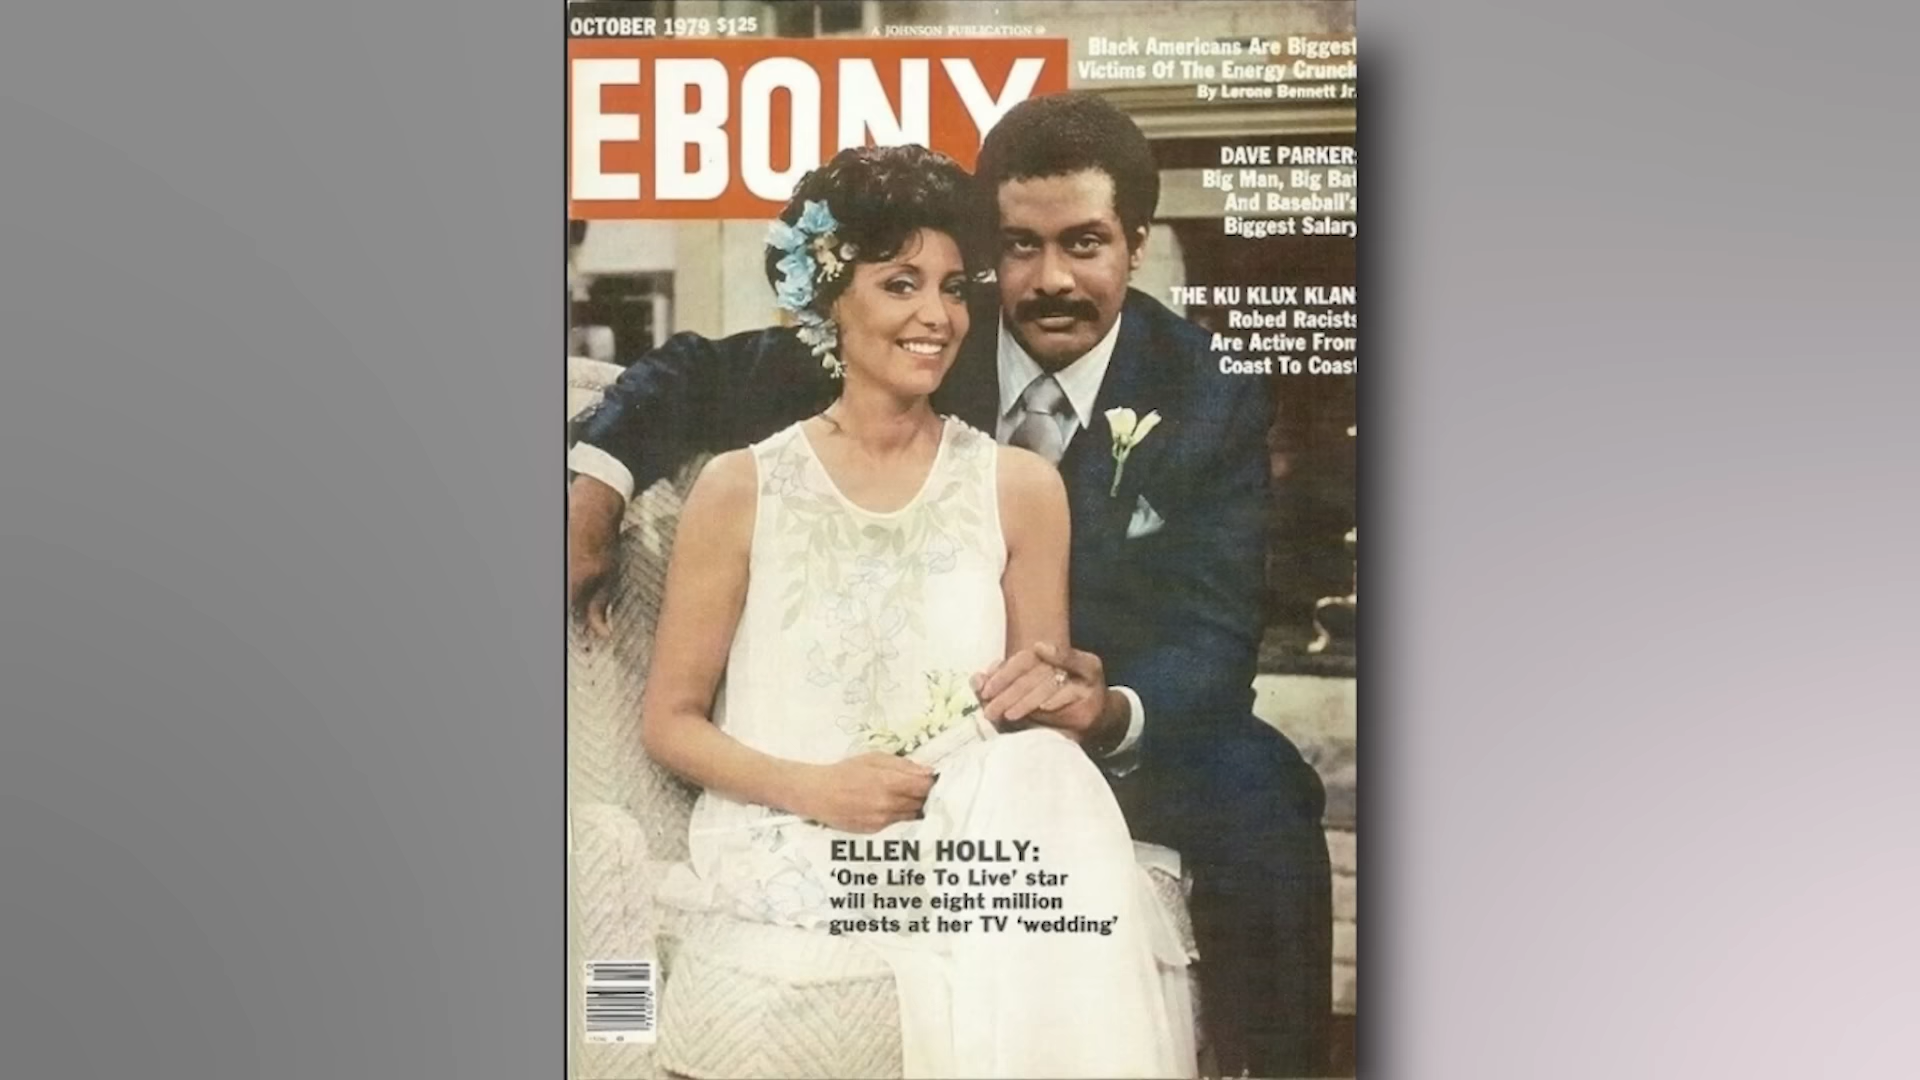 OCTOBER 1979 $1.25
A JOHNSON PUBLICATION
EBONY
Black Americans Are Biggest
Victims Of The Energy Crunch
By Lerone Bennett Jr.
DAVE PARKER:
Big Man, Big Bat
And Baseball's
Biggest Salary
THE KU KLUX KLAN:
Robed Racists
Are Active From
Coast To Coast
ELLEN HOLLY:
‘One Life To Live’ star
will have eight million
guests at her TV ‘wedding’